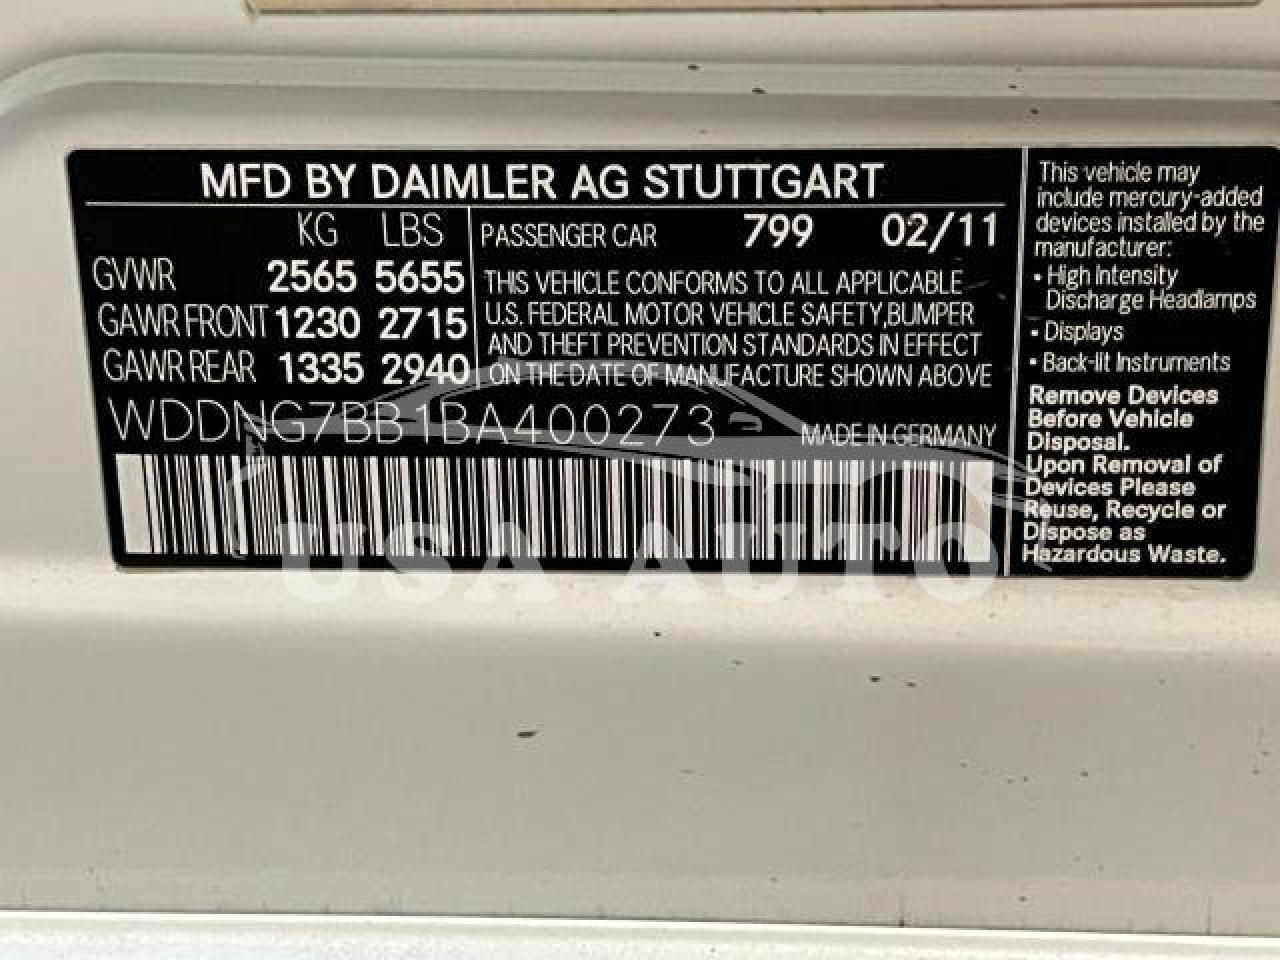 MFD BY DAIMLER AG STUTTGART
KG LBS
GVWR 2565 5655
GAWR FRONT 1230 2715
GAWR REAR 1335 2940
PASSENGER CAR 799 02/11
THIS VEHICLE CONFORMS TO ALL APPLICABLE
U.S. FEDERAL MOTOR VEHICLE SAFETY,BUMPER
AND THEFT PREVENTION STANDARDS IN EFFECT
ON THE DATE OF MANUFACTURE SHOWN ABOVE
WDDNG7BB1BA400273
MADE IN GERMANY
This vehicle may
include mercury-added
devices installed by the
manufacturer:
• High Intensity
Discharge Headlamps
• Displays
• Back-lit Instruments
Remove Devices
Before Vehicle
Disposal.
Upon Removal of
Devices Please
Reuse, Recycle or
Dispose as
Hazardous Waste.
USA AUTO